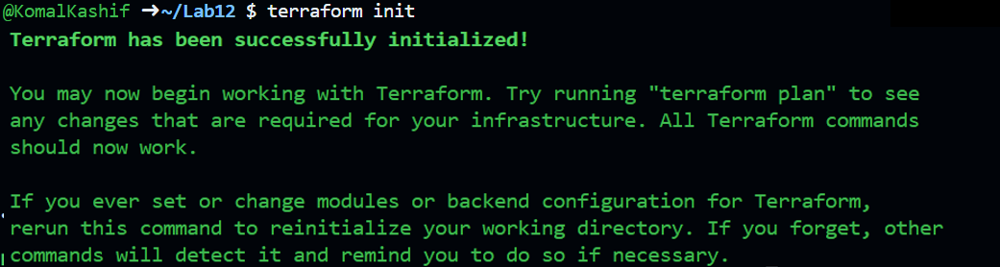 @KomalKashif ➜~/Lab12 $ terraform init
Terraform has been successfully initialized!
You may now begin working with Terraform. Try running "terraform plan" to see
any changes that are required for your infrastructure. All Terraform commands
should now work.
If you ever set or change modules or backend configuration for Terraform,
rerun this command to reinitialize your working directory. If you forget, other
commands will detect it and remind you to do so if necessary.